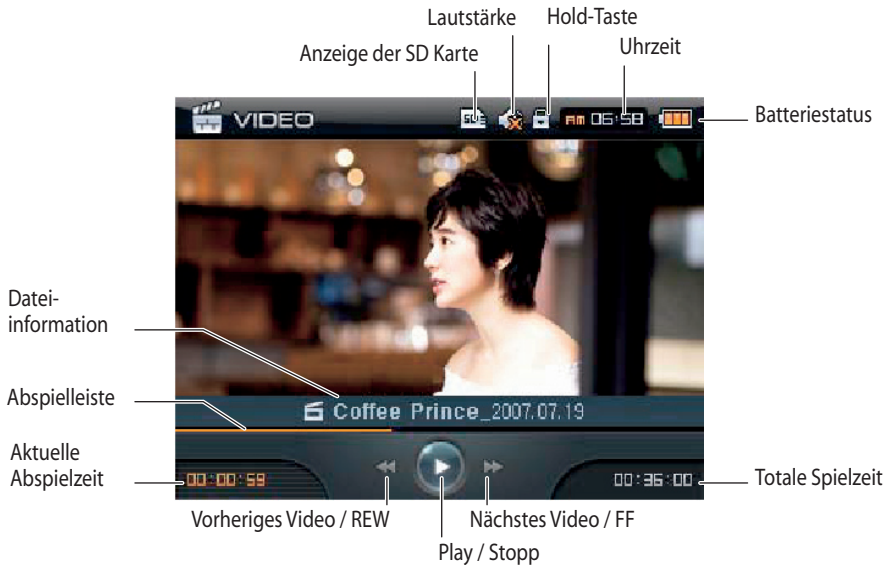 Lautstärke
Hold-Taste
Anzeige der SD Karte
Uhrzeit
VIDEO
AM 06:58
Batteriestatus
Datei-
information
Coffee Prince_2007.07.19
Abspielleiste
Aktuelle
Abspielzeit
00:00:59
00:36:00
Totale Spielzeit
Vorheriges Video / REW
Nächstes Video / FF
Play / Stopp